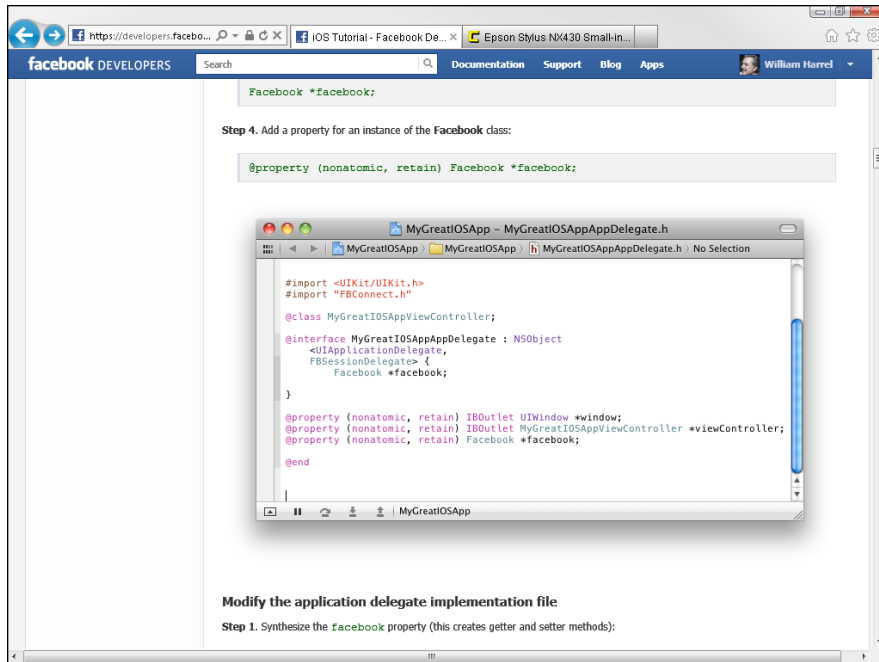 https://developers.facebo...
iOS Tutorial - Facebook De...
Epson Stylus NX430 Small-in...
facebook DEVELOPERS
Search
Documentation
Support
Blog
Apps
William Harrel
Facebook *facebook;
Step 4. Add a property for an instance of the Facebook class:
@property (nonatomic, retain) Facebook *facebook;
MyGreatIOSApp - MyGreatIOSAppAppDelegate.h
MyGreatIOSApp
MyGreatIOSApp
h MyGreatIOSAppAppDelegate.h
No Selection
#import <UIKit/UIKit.h>
#import "FBConnect.h"
@class MyGreatIOSAppViewController;
@interface MyGreatIOSAppAppDelegate : NSObject
<UIApplicationDelegate,
FBSessionDelegate> {
Facebook *facebook;
}
@property (nonatomic, retain) IBOutlet UIWindow *window;
@property (nonatomic, retain) IBOutlet MyGreatIOSAppViewController *viewController;
@property (nonatomic, retain) Facebook *facebook;
@end
MyGreatIOSApp
Modify the application delegate implementation file
Step 1. Synthesize the facebook property (this creates getter and setter methods):